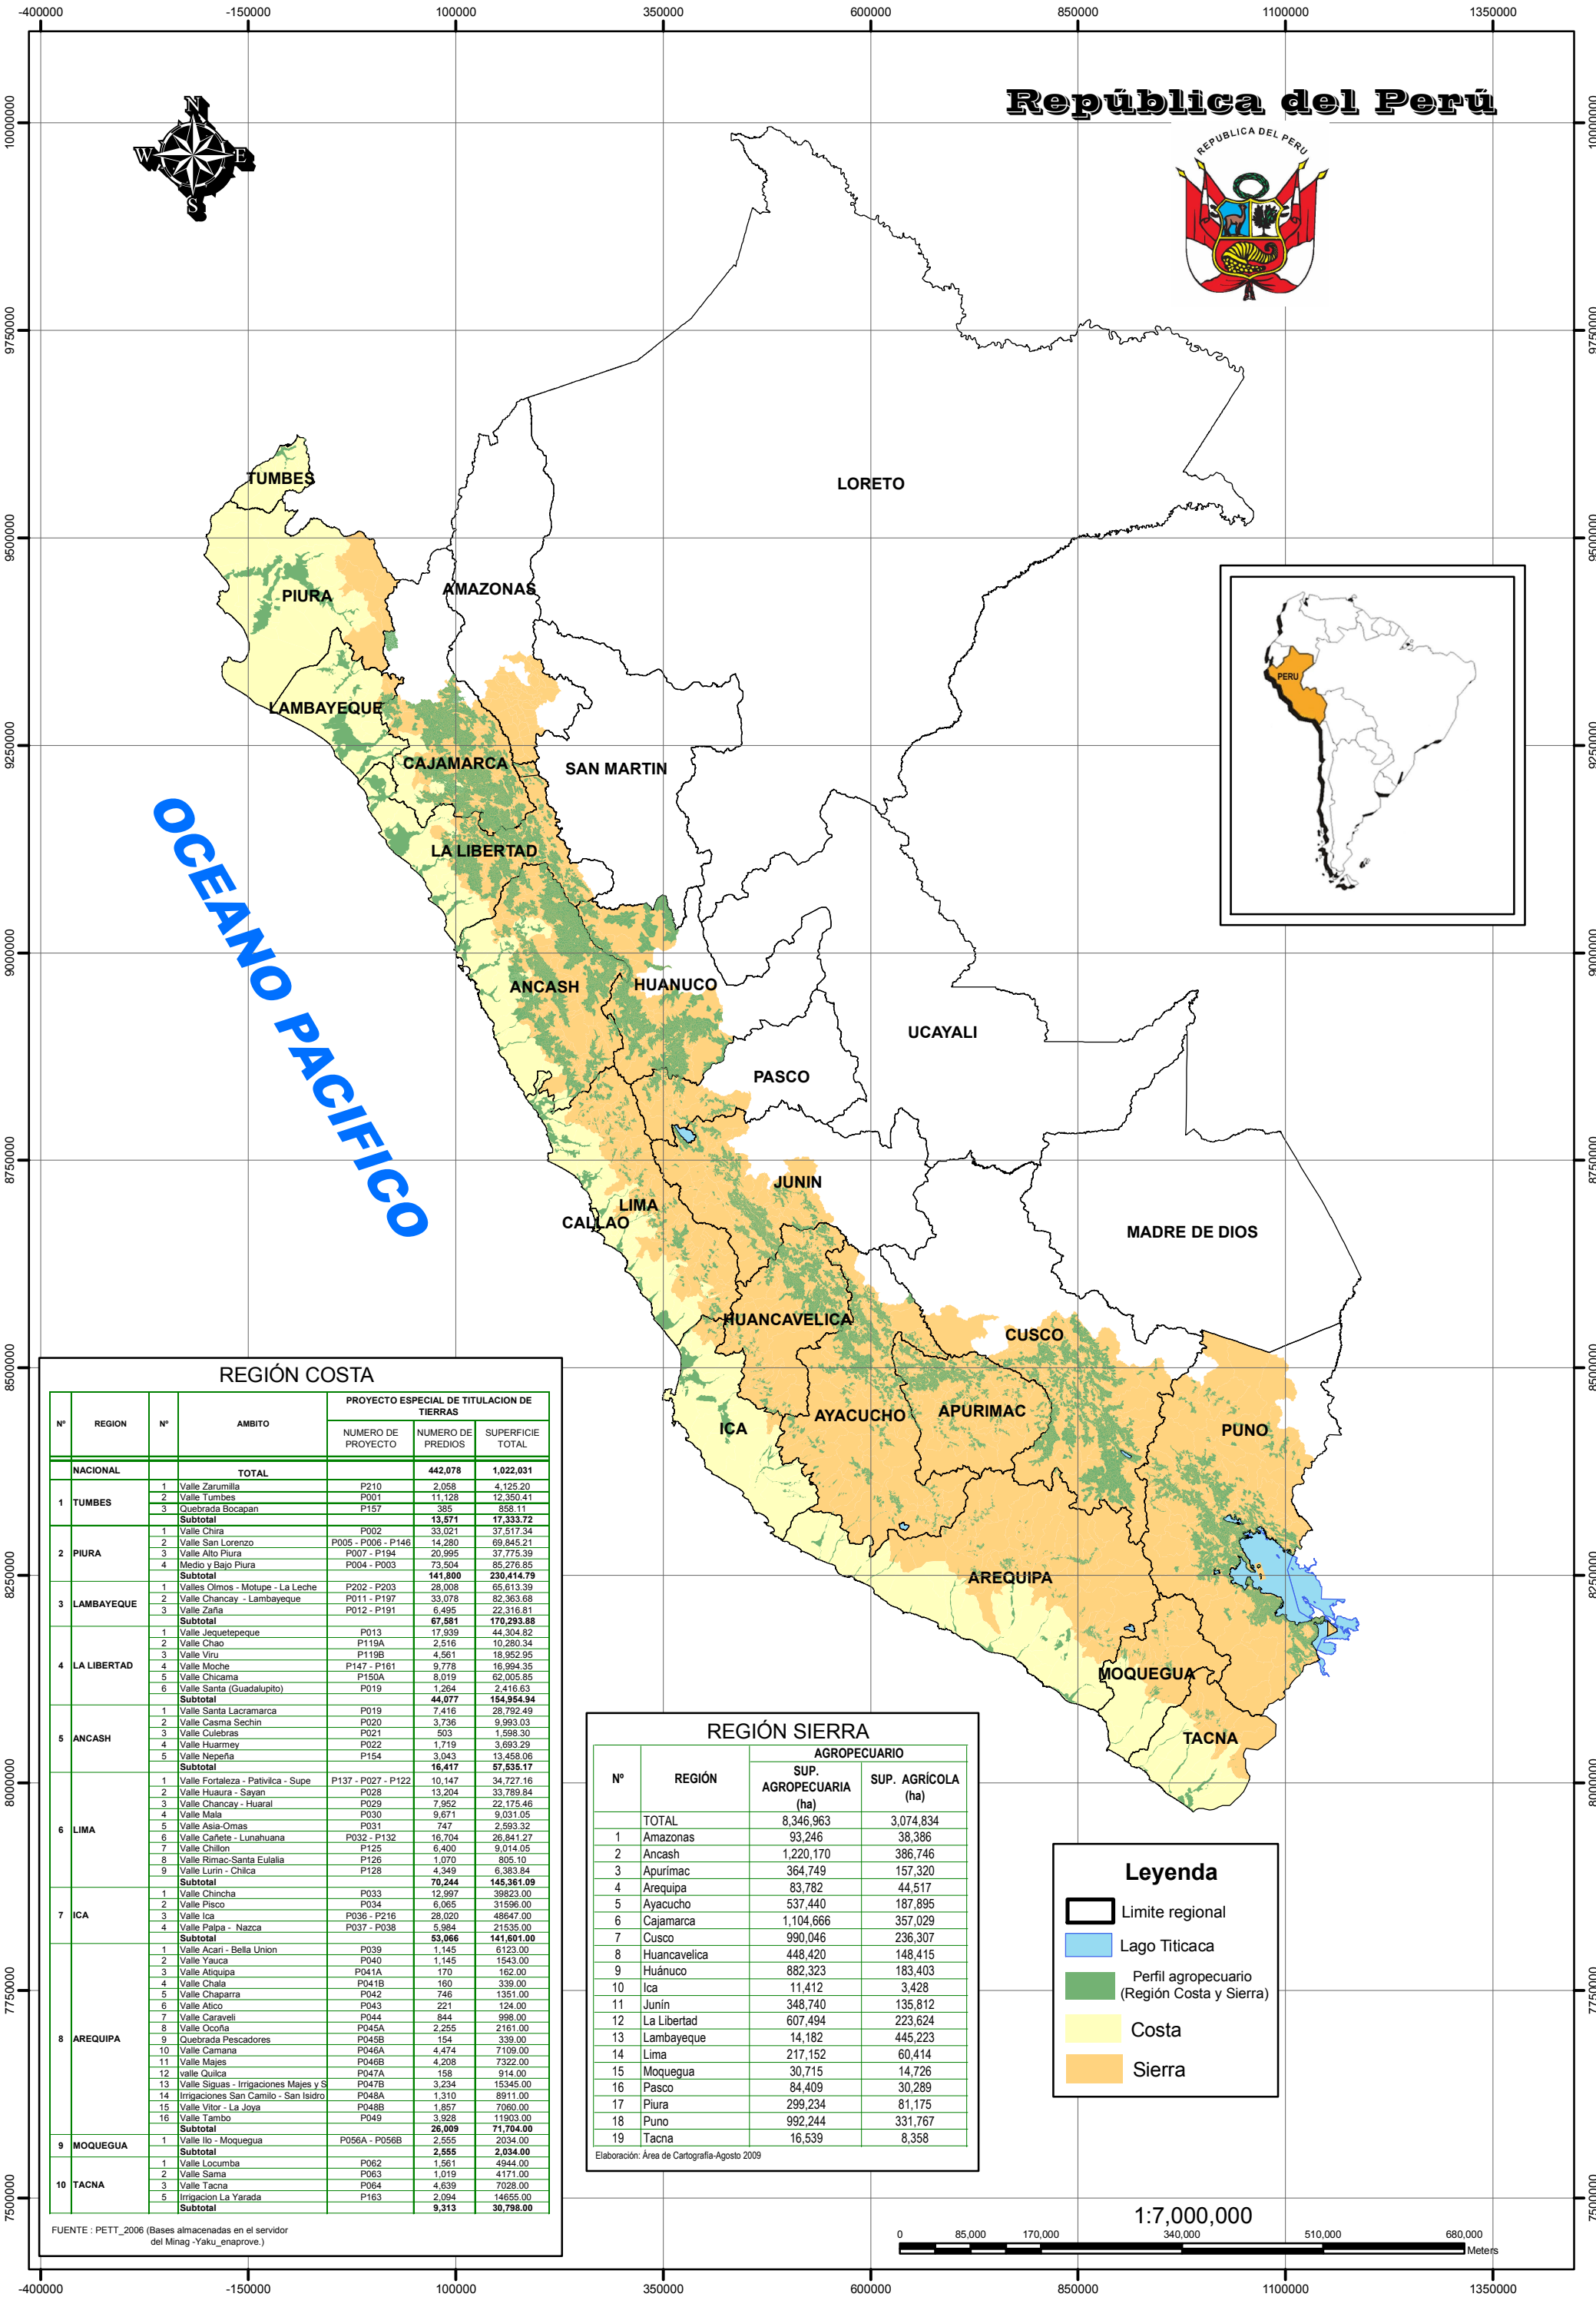 -400000 -150000 100000 350000 600000 850000 1100000 1350000
República del Perú
REPUBLICA DEL PERU
N
W E
S
10000000 10000000
9750000 9750000
9500000 9500000
9250000 9250000
9000000 9000000
8750000 8750000
8500000 8500000
8250000 8250000
8000000 8000000
7750000 7750000
7500000 7500000
TUMBES
LORETO
PIURA
AMAZONAS
PERU
LAMBAYEQUE
CAJAMARCA
SAN MARTIN
LA LIBERTAD
OCEANO PACIFICO
ANCASH
HUANUCO
UCAYALI
PASCO
JUNIN
LIMA
CALLAO
MADRE DE DIOS
HUANCAVELICA
CUSCO
AYACUCHO
APURIMAC
ICA
PUNO
AREQUIPA
MOQUEGUA
TACNA
REGIÓN COSTA
Nº REGION Nº AMBITO PROYECTO ESPECIAL DE TITULACION DE TIERRAS
NUMERO DE PROYECTO NUMERO DE PREDIOS SUPERFICIE TOTAL
NACIONAL TOTAL 442,078 1,022,031
1 TUMBES
1 Valle Zarumilla P210 2,058 4,125.20
2 Valle Tumbes P001 11,128 12,350.41
3 Quebrada Bocapan P157 385 858.11
Subtotal 13,571 17,333.72
2 PIURA
1 Valle Chira P002 33,021 37,517.34
2 Valle San Lorenzo P005 - P006 - P146 14,280 69,845.21
3 Valle Alto Piura P007 - P194 20,995 37,775.39
4 Medio y Bajo Piura P004 - P003 73,504 85,276.85
Subtotal 141,800 230,414.79
3 LAMBAYEQUE
1 Valles Olmos - Motupe - La Leche P202 - P203 28,008 65,613.39
2 Valle Chancay - Lambayeque P011 - P197 33,078 82,363.68
3 Valle Zaña P012 - P191 6,495 22,316.81
Subtotal 67,581 170,293.88
4 LA LIBERTAD
1 Valle Jequetepeque P013 17,939 44,304.82
2 Valle Chao P119A 2,516 10,280.34
3 Valle Viru P119B 4,561 18,952.95
4 Valle Moche P147 - P161 9,778 16,994.35
5 Valle Chicama P150A 8,019 62,005.85
6 Valle Santa (Guadalupito) P019 1,264 2,416.63
Subtotal 44,077 154,954.94
5 ANCASH
1 Valle Santa Lacramarca P019 7,416 28,792.49
2 Valle Casma Sechin P020 3,736 9,993.03
3 Valle Culebras P021 503 1,598.30
4 Valle Huarmey P022 1,719 3,693.29
5 Valle Nepeña P154 3,043 13,458.06
Subtotal 16,417 57,535.17
6 LIMA
1 Valle Fortaleza - Pativilca - Supe P137 - P027 - P122 10,147 34,727.16
2 Valle Huaura - Sayan P028 13,204 33,789.84
3 Valle Chancay - Huaral P029 7,952 22,175.46
4 Valle Mala P030 9,671 9,031.05
5 Valle Asia-Omas P031 747 2,593.32
6 Valle Cañete - Lunahuana P032 - P132 16,704 26,841.27
7 Valle Chillon P125 6,400 9,014.05
8 Valle Rimac-Santa Eulalia P126 1,070 805.10
9 Valle Lurin - Chilca P128 4,349 6,383.84
Subtotal 70,244 145,361.09
7 ICA
1 Valle Chincha P033 12,997 39823.00
2 Valle Pisco P034 6,065 31596.00
3 Valle Ica P036 - P216 28,020 48647.00
4 Valle Palpa - Nazca P037 - P038 5,984 21535.00
Subtotal 53,066 141,601.00
8 AREQUIPA
1 Valle Acari - Bella Union P039 1,145 6123.00
2 Valle Yauca P040 1,145 1543.00
3 Valle Atiquipa P041A 170 162.00
4 Valle Chala P041B 160 339.00
5 Valle Chaparra P042 746 1351.00
6 Valle Atico P043 221 124.00
7 Valle Caraveli P044 844 998.00
8 Valle Ocoña P045A 2,255 2161.00
9 Quebrada Pescadores P045B 154 339.00
10 Valle Camana P046A 4,474 7109.00
11 Valle Majes P046B 4,208 7322.00
12 valle Quilca P047A 158 914.00
13 Valle Siguas - Irrigaciones Majes y S P047B 3,234 15345.00
14 Irrigaciones San Camilo - San Isidro P048A 1,310 8911.00
15 Valle Vitor - La Joya P048B 1,857 7060.00
16 Valle Tambo P049 3,928 11903.00
Subtotal 26,009 71,704.00
9 MOQUEGUA
1 Valle Ilo - Moquegua P056A - P056B 2,555 2034.00
Subtotal 2,555 2,034.00
10 TACNA
1 Valle Locumba P062 1,561 4944.00
2 Valle Sama P063 1,019 4171.00
3 Valle Tacna P064 4,639 7028.00
5 Irrigacion La Yarada P163 2,094 14655.00
Subtotal 9,313 30,798.00
FUENTE : PETT_2006 (Bases almacenadas en el servidor
del Minag -Yaku_enaprove.)
REGIÓN SIERRA
Nº REGIÓN AGROPECUARIO
SUP. AGROPECUARIA (ha) SUP. AGRÍCOLA (ha)
TOTAL 8,346,963 3,074,834
1 Amazonas 93,246 38,386
2 Ancash 1,220,170 386,746
3 Apurímac 364,749 157,320
4 Arequipa 83,782 44,517
5 Ayacucho 537,440 187,895
6 Cajamarca 1,104,666 357,029
7 Cusco 990,046 236,307
8 Huancavelica 448,420 148,415
9 Huánuco 882,323 183,403
10 Ica 11,412 3,428
11 Junín 348,740 135,812
12 La Libertad 607,494 223,624
13 Lambayeque 14,182 445,223
14 Lima 217,152 60,414
15 Moquegua 30,715 14,726
16 Pasco 84,409 30,289
17 Piura 299,234 81,175
18 Puno 992,244 331,767
19 Tacna 16,539 8,358
Elaboración: Área de Cartografía-Agosto 2009
Leyenda
Limite regional
Lago Titicaca
Perfil agropecuario
(Región Costa y Sierra)
Costa
Sierra
1:7,000,000
0 85,000 170,000 340,000 510,000 680,000
Meters
-400000 -150000 100000 350000 600000 850000 1100000 1350000